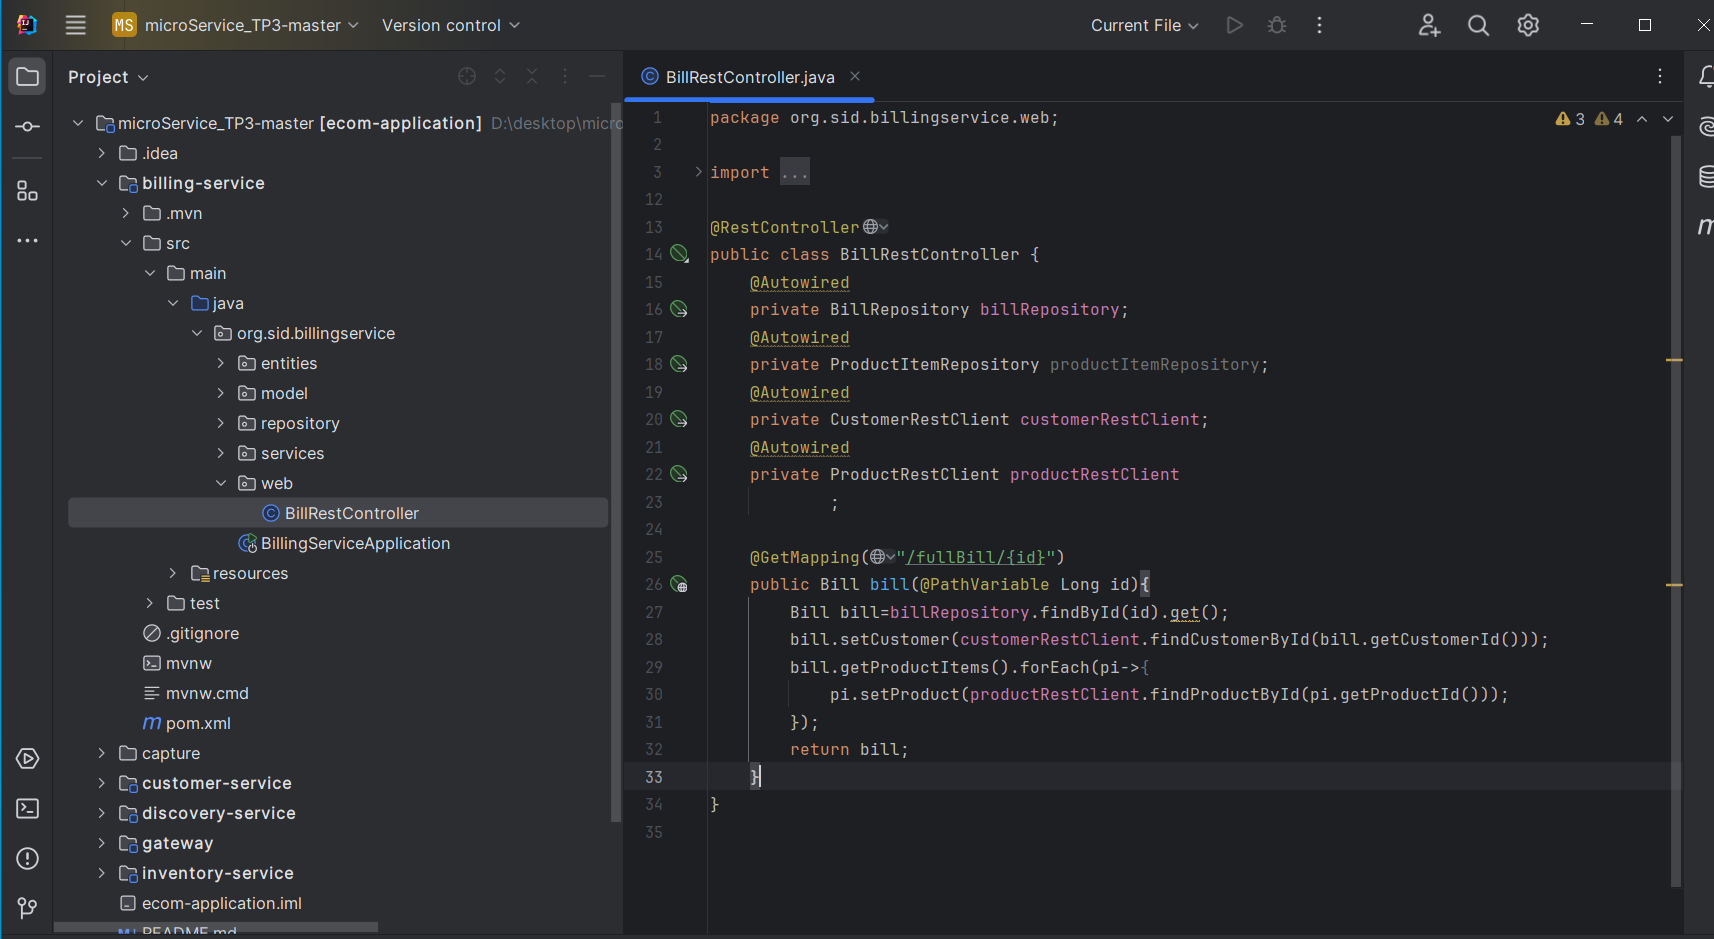 MS microService_TP3-master Version control Current File
Project
microService_TP3-master [ecom-application] D:\desktop\micro
.idea
billing-service
.mvn
src
main
java
org.sid.billingservice
entities
model
repository
services
web
BillRestController
BillingServiceApplication
resources
test
.gitignore
mvnw
mvnw.cmd
pom.xml
capture
customer-service
discovery-service
gateway
inventory-service
ecom-application.iml
README.md
BillRestController.java
3 4
1 package org.sid.billingservice.web;
2
3 import ...
12
13 @RestController
14 public class BillRestController {
15 @Autowired
16 private BillRepository billRepository;
17 @Autowired
18 private ProductItemRepository productItemRepository;
19 @Autowired
20 private CustomerRestClient customerRestClient;
21 @Autowired
22 private ProductRestClient productRestClient
23 ;
24
25 @GetMapping("/fullBill/{id}")
26 public Bill bill(@PathVariable Long id){
27 Bill bill=billRepository.findById(id).get();
28 bill.setCustomer(customerRestClient.findCustomerById(bill.getCustomerId()));
29 bill.getProductItems().forEach(pi->{
30 pi.setProduct(productRestClient.findProductById(pi.getProductId()));
31 });
32 return bill;
33 }
34 }
35